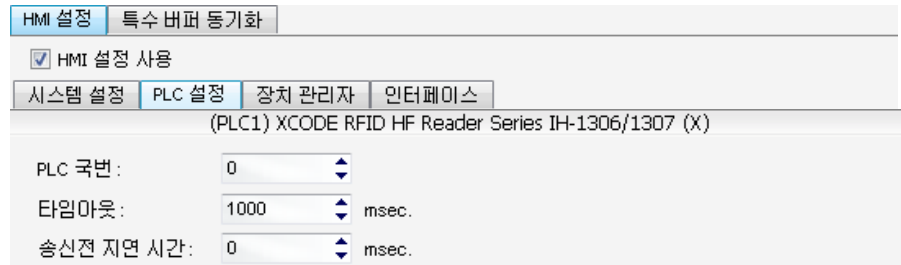 HMI 설정 특수 버퍼 동기화
HMI 설정 사용
시스템 설정 PLC 설정 장치 관리자 인터페이스
(PLC1) XCODE RFID HF Reader Series IH-1306/1307 (X)
PLC 국번 : 0
타임아웃 : 1000 msec.
송신전 지연 시간 : 0 msec.